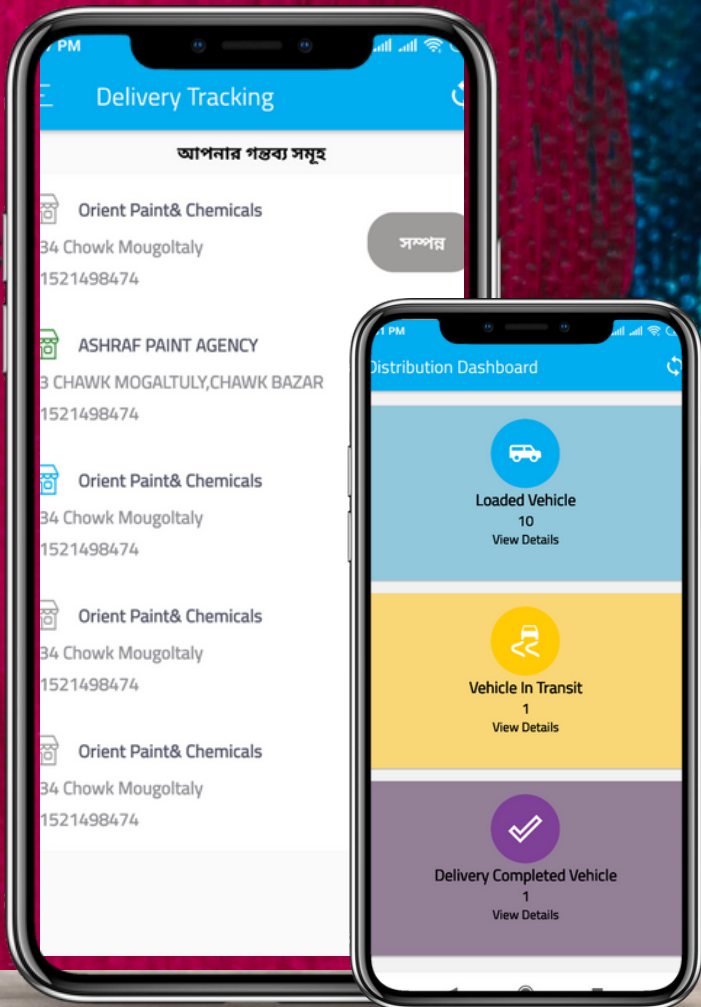 PM
Delivery Tracking
আপনার গন্তব্য সমূহ
Orient Paint& Chemicals
34 Chowk Mougoltaly
সম্পন্ন
1521498474
ASHRAF PAINT AGENCY
3 CHAWK MOGALTULY,CHAWK BAZAR
1521498474
Orient Paint& Chemicals
34 Chowk Mougoltaly
1521498474
Orient Paint& Chemicals
34 Chowk Mougoltaly
1521498474
Orient Paint& Chemicals
34 Chowk Mougoltaly
1521498474
1 PM
Distribution Dashboard
Loaded Vehicle
10
View Details
Vehicle In Transit
1
View Details
Delivery Completed Vehicle
1
View Details